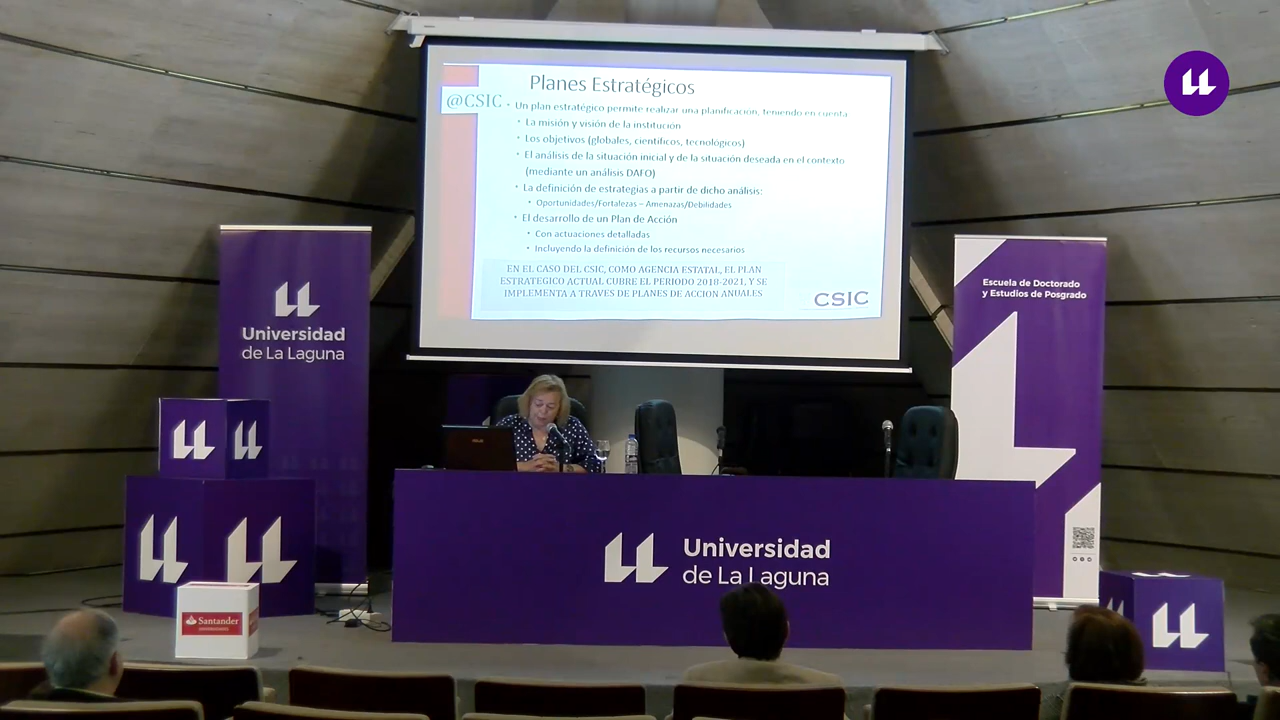 Planes Estratégicos
@CSIC
• Un plan estratégico permite realizar una planificación, teniendo en cuenta
• La misión y visión de la institución
• Los objetivos (globales, científicos, tecnológicos)
• El análisis de la situación inicial y de la situación deseada en el contexto
(mediante un análisis DAFO)
• La definición de estrategias a partir de dicho análisis:
• Oportunidades/Fortalezas – Amenazas/Debilidades
• El desarrollo de un Plan de Acción
• Con actuaciones detalladas
• Incluyendo la definición de los recursos necesarios
EN EL CASO DEL CSIC, COMO AGENCIA ESTATAL, EL PLAN
ESTRATEGICO ACTUAL CUBRE EL PERIODO 2018-2021, Y SE
IMPLEMENTA A TRAVES DE PLANES DE ACCION ANUALES
CSIC
Universidad
de La Laguna
Escuela de Doctorado
y Estudios de Posgrado
Universidad
de La Laguna
Santander